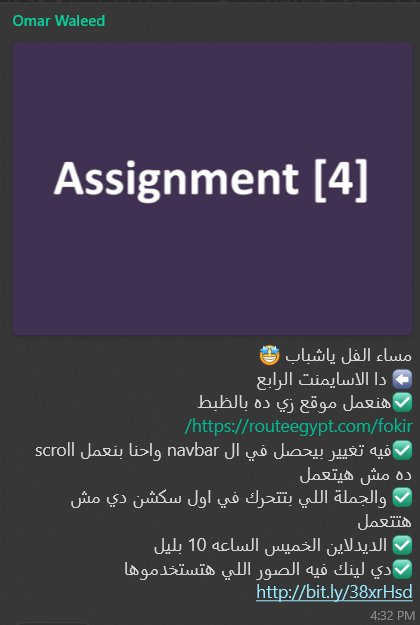 Omar Waleed
Assignment [4]
مساء الفل ياشباب 🤩
⬅️ دا الاسايمنت الرابع
✅هنعمل موقع زي ده بالظبط
https://routeegypt.com/fokir/
✅فيه تغيير بيحصل في ال navbar واحنا بنعمل scroll
ده مش هيتعمل
✅ والجملة اللي بتتحرك في اول سكشن دي مش
هتتعمل
✅ الديدلاين الخميس الساعه 10 بليل
✅دي لينك فيه الصور اللي هتستخدموها
http://bit.ly/38xrHsd
4:32 PM